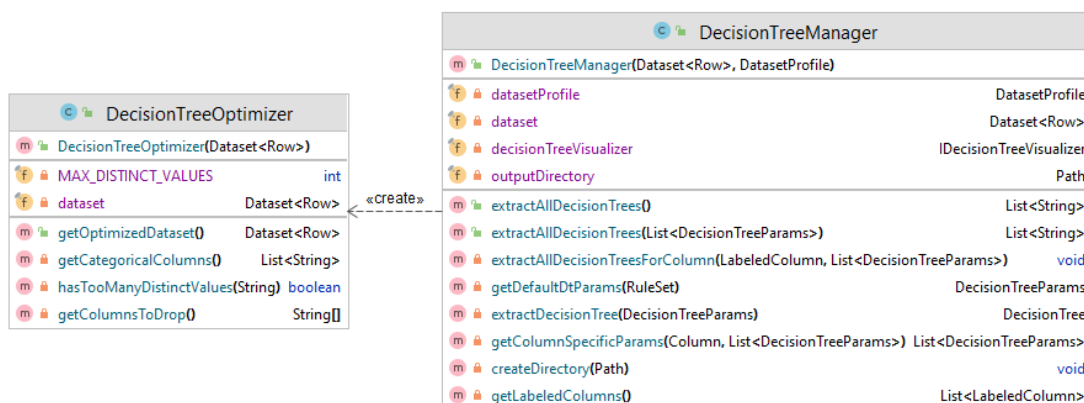 DecisionTreeOptimizer
DecisionTreeOptimizer(Dataset<Row>)
MAX_DISTINCT_VALUES int
dataset Dataset<Row>
getOptimizedDataset() Dataset<Row>
getCategoricalColumns() List<String>
hasTooManyDistinctValues(String) boolean
getColumnsToDrop() String[]
«create»
DecisionTreeManager
DecisionTreeManager(Dataset<Row>, DatasetProfile)
datasetProfile DatasetProfile
dataset Dataset<Row>
decisionTreeVisualizer IDecisionTreeVisualizer
outputDirectory Path
extractAllDecisionTrees() List<String>
extractAllDecisionTrees(List<DecisionTreeParams>) List<String>
extractAllDecisionTreesForColumn(LabeledColumn, List<DecisionTreeParams>) void
getDefaultDtParams(RuleSet) DecisionTreeParams
extractDecisionTree(DecisionTreeParams) DecisionTree
getColumnSpecificParams(Column, List<DecisionTreeParams>) List<DecisionTreeParams>
createDirectory(Path) void
getLabeledColumns() List<LabeledColumn>